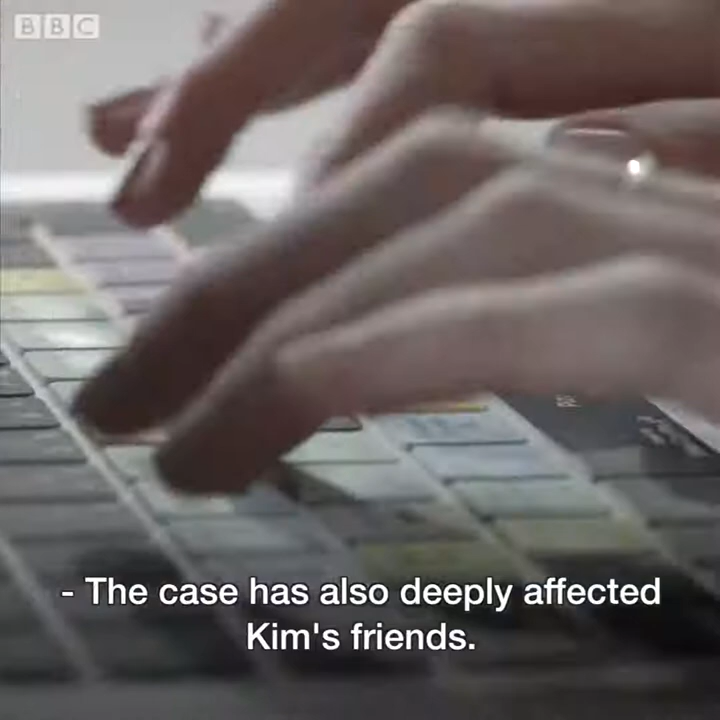 BBC
- The case has also deeply affected
Kim's friends.